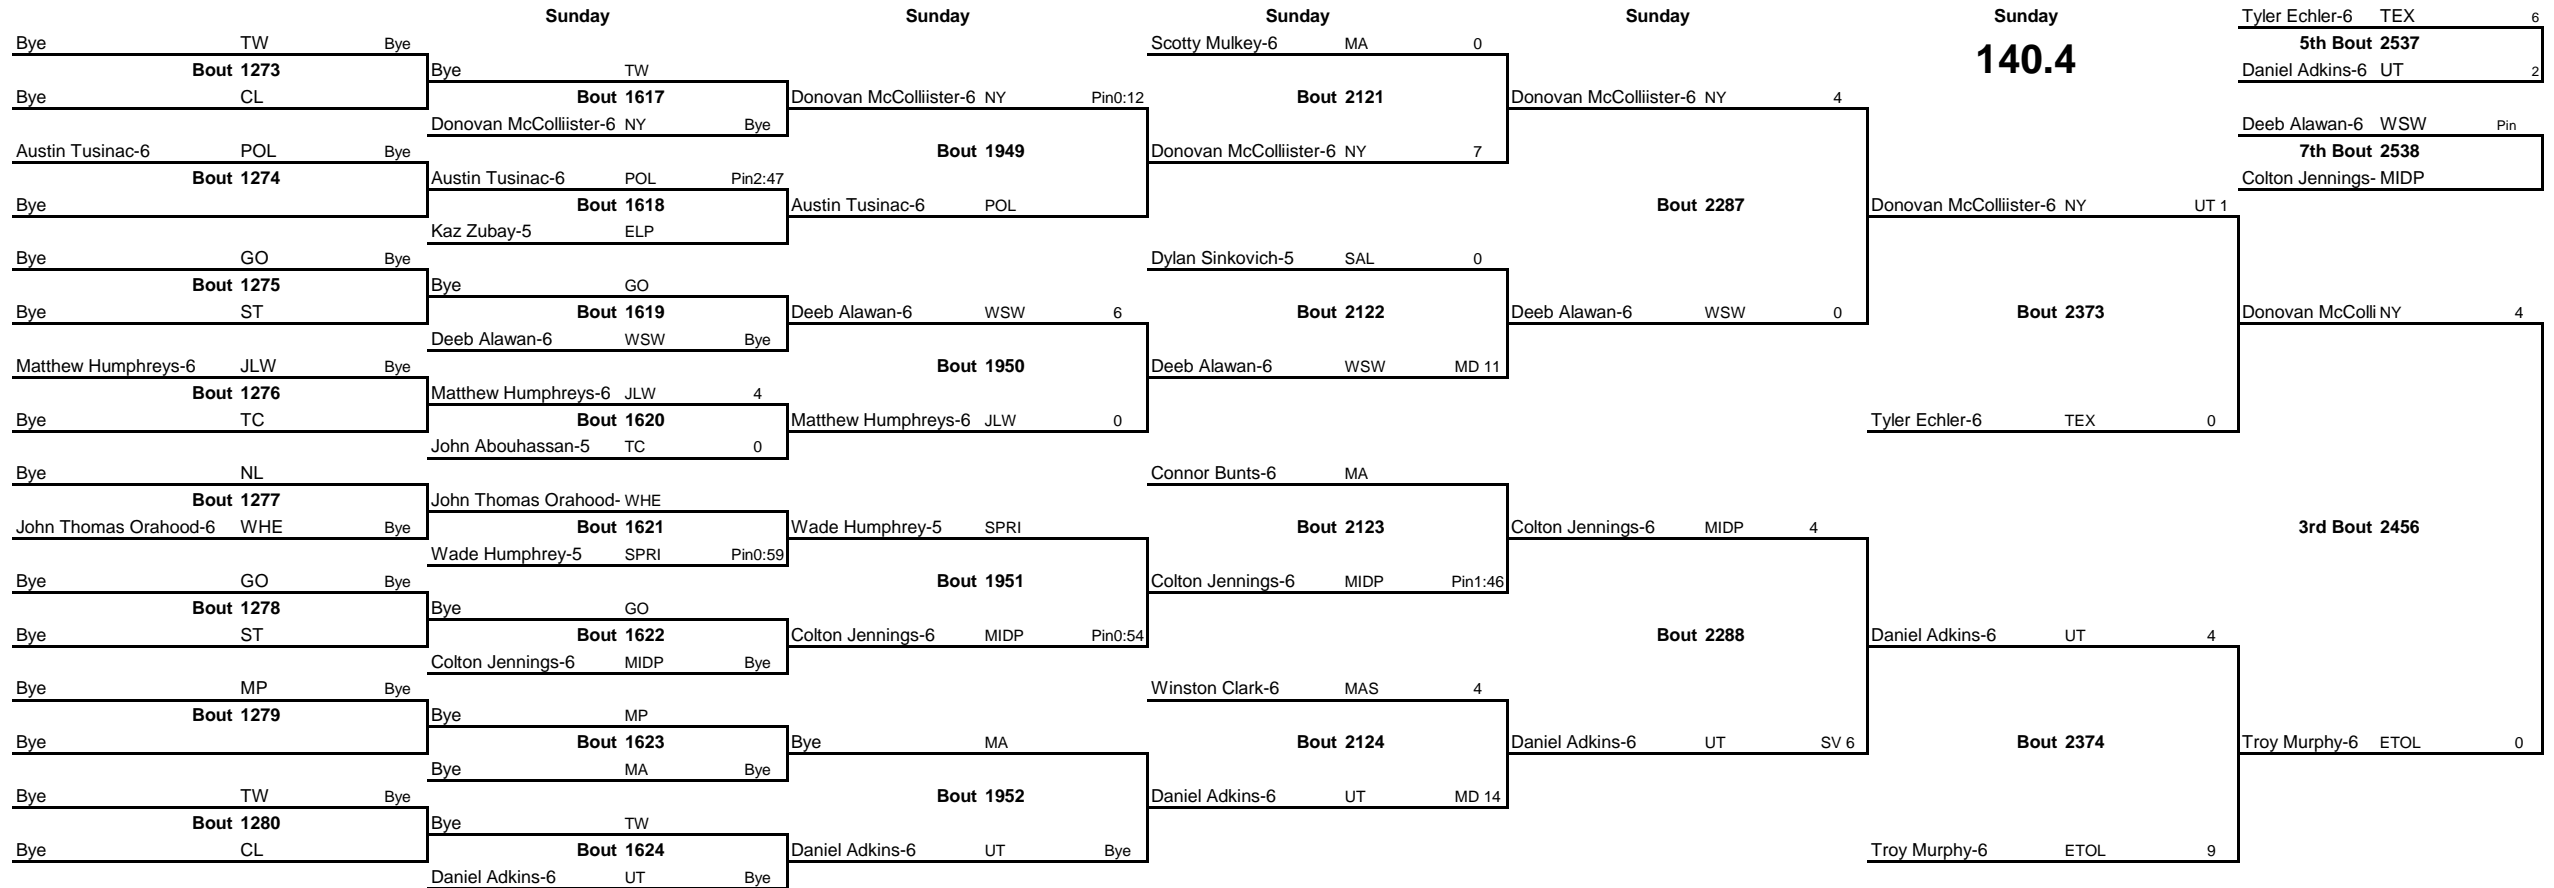 Sunday Sunday Sunday Sunday Sunday Tyler Echler-6 TEX 6
Bye TW Bye Scotty Mulkey-6 MA 0 140.4 5th Bout 2537
Bout 1273 Bye TW Daniel Adkins-6 UT 2
Bye CL Bout 1617 Donovan McColliister-6 NY Pin0:12 Bout 2121 Donovan McColliister-6 NY 4
Donovan McColliister-6 NY Bye Deeb Alawan-6 WSW Pin
Austin Tusinac-6 POL Bye Bout 1949 Donovan McColliister-6 NY 7 7th Bout 2538
Bout 1274 Austin Tusinac-6 POL Pin2:47 Colton Jennings- MIDP
Bye Bout 1618 Austin Tusinac-6 POL Bout 2287 Donovan McColliister-6 NY UT 1
Kaz Zubay-5 ELP
Bye GO Bye Dylan Sinkovich-5 SAL 0
Bout 1275 Bye GO
Bye ST Bout 1619 Deeb Alawan-6 WSW 6 Bout 2122 Deeb Alawan-6 WSW 0 Bout 2373 Donovan McColli NY 4
Deeb Alawan-6 WSW Bye
Matthew Humphreys-6 JLW Bye Bout 1950 Deeb Alawan-6 WSW MD 11
Bout 1276 Matthew Humphreys-6 JLW 4
Bye TC Bout 1620 Matthew Humphreys-6 JLW 0 Tyler Echler-6 TEX 0
John Abouhassan-5 TC 0
Bye NL Connor Bunts-6 MA
Bout 1277 John Thomas Orahood- WHE
John Thomas Orahood-6 WHE Bye Bout 1621 Wade Humphrey-5 SPRI Bout 2123 Colton Jennings-6 MIDP 4 3rd Bout 2456
Wade Humphrey-5 SPRI Pin0:59
Bye GO Bye Bout 1951 Colton Jennings-6 MIDP Pin1:46
Bout 1278 Bye GO
Bye ST Bout 1622 Colton Jennings-6 MIDP Pin0:54 Bout 2288 Daniel Adkins-6 UT 4
Colton Jennings-6 MIDP Bye
Bye MP Bye Winston Clark-6 MAS 4
Bout 1279 Bye MP
Bye Bout 1623 Bye MA Bout 2124 Daniel Adkins-6 UT SV 6 Bout 2374 Troy Murphy-6 ETOL 0
Bye MA Bye
Bye TW Bye Bout 1952 Daniel Adkins-6 UT MD 14
Bout 1280 Bye TW
Bye CL Bout 1624 Daniel Adkins-6 UT Bye Troy Murphy-6 ETOL 9
Daniel Adkins-6 UT Bye